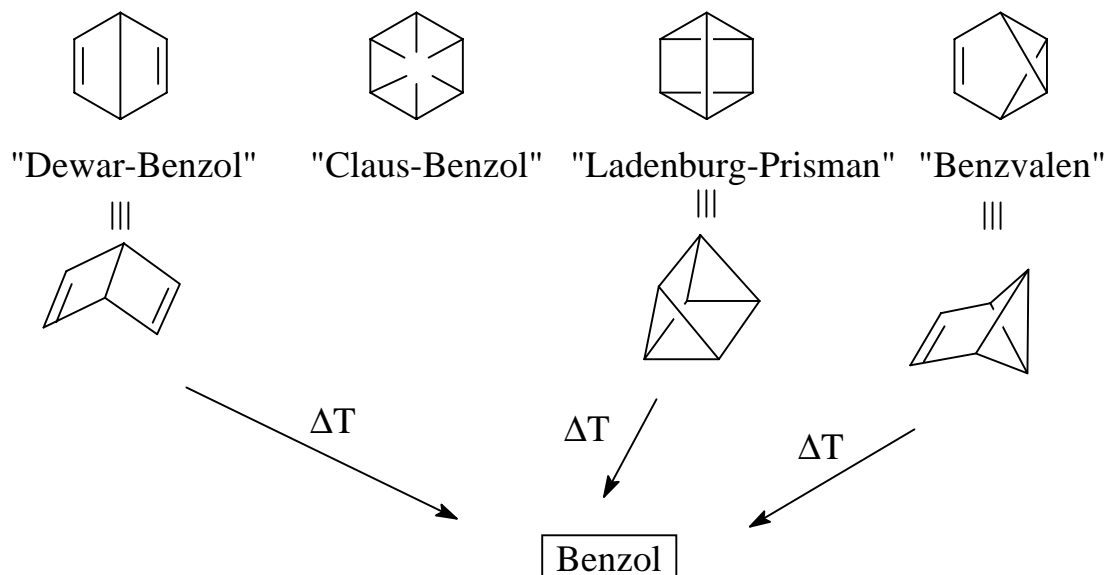 "Dewar-Benzol" "Claus-Benzol" "Ladenburg-Prisman" "Benzvalen"
ΔT ΔT ΔT
Benzol